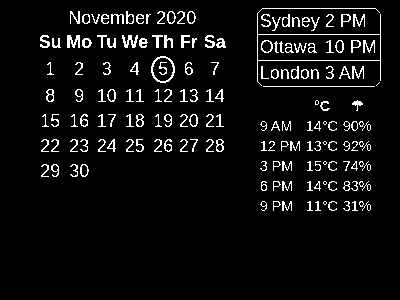 November 2020
Su Mo Tu We Th Fr Sa
1 2 3 4 5 6 7
8 9 10 11 12 13 14
15 16 17 18 19 20 21
22 23 24 25 26 27 28
29 30
Sydney 2 PM
Ottawa 10 PM
London 3 AM
°C ☂
9 AM 14°C 90%
12 PM 13°C 92%
3 PM 15°C 74%
6 PM 14°C 83%
9 PM 11°C 31%